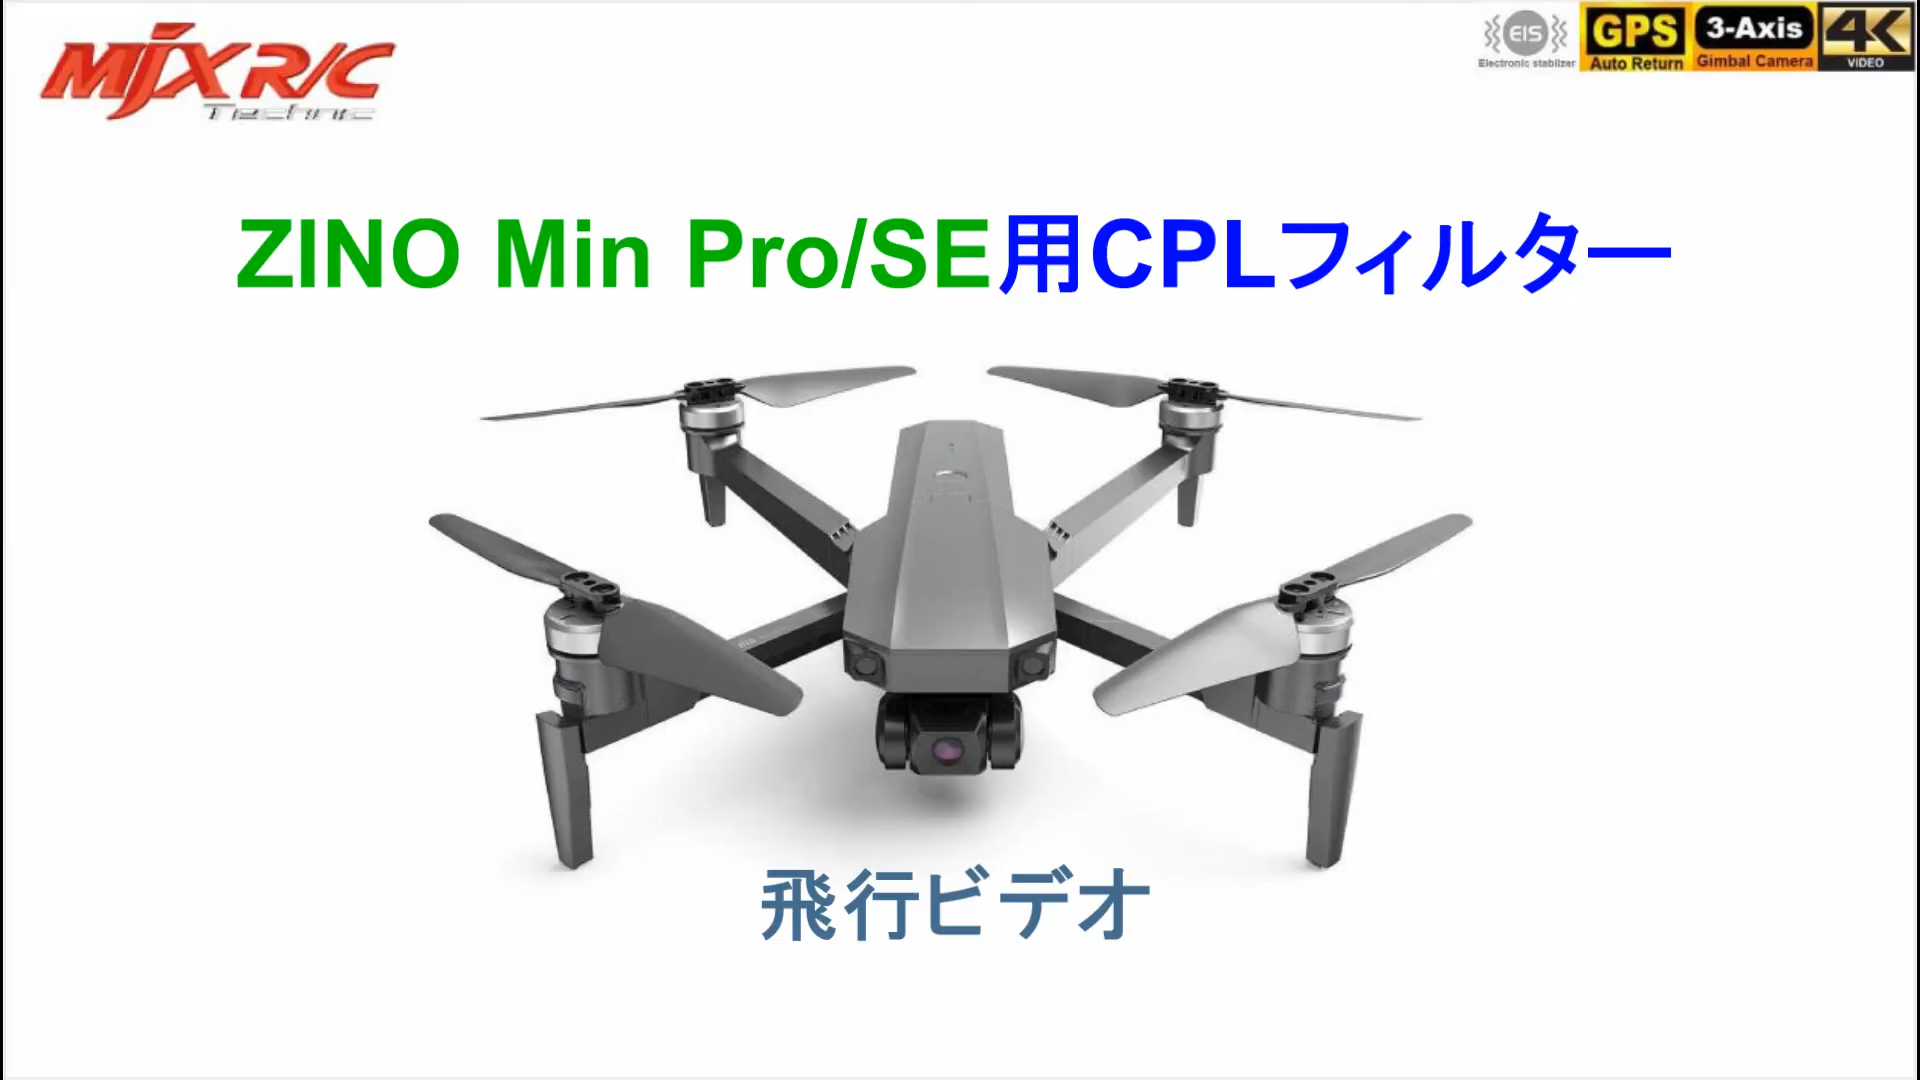 MJX R/C
Technic
EIS
Electronic stabilizer
GPS
Auto Return
3-Axis
Gimbal Camera
4K
VIDEO
ZINO Min Pro/SE用CPLフィルター
飛行ビデオ